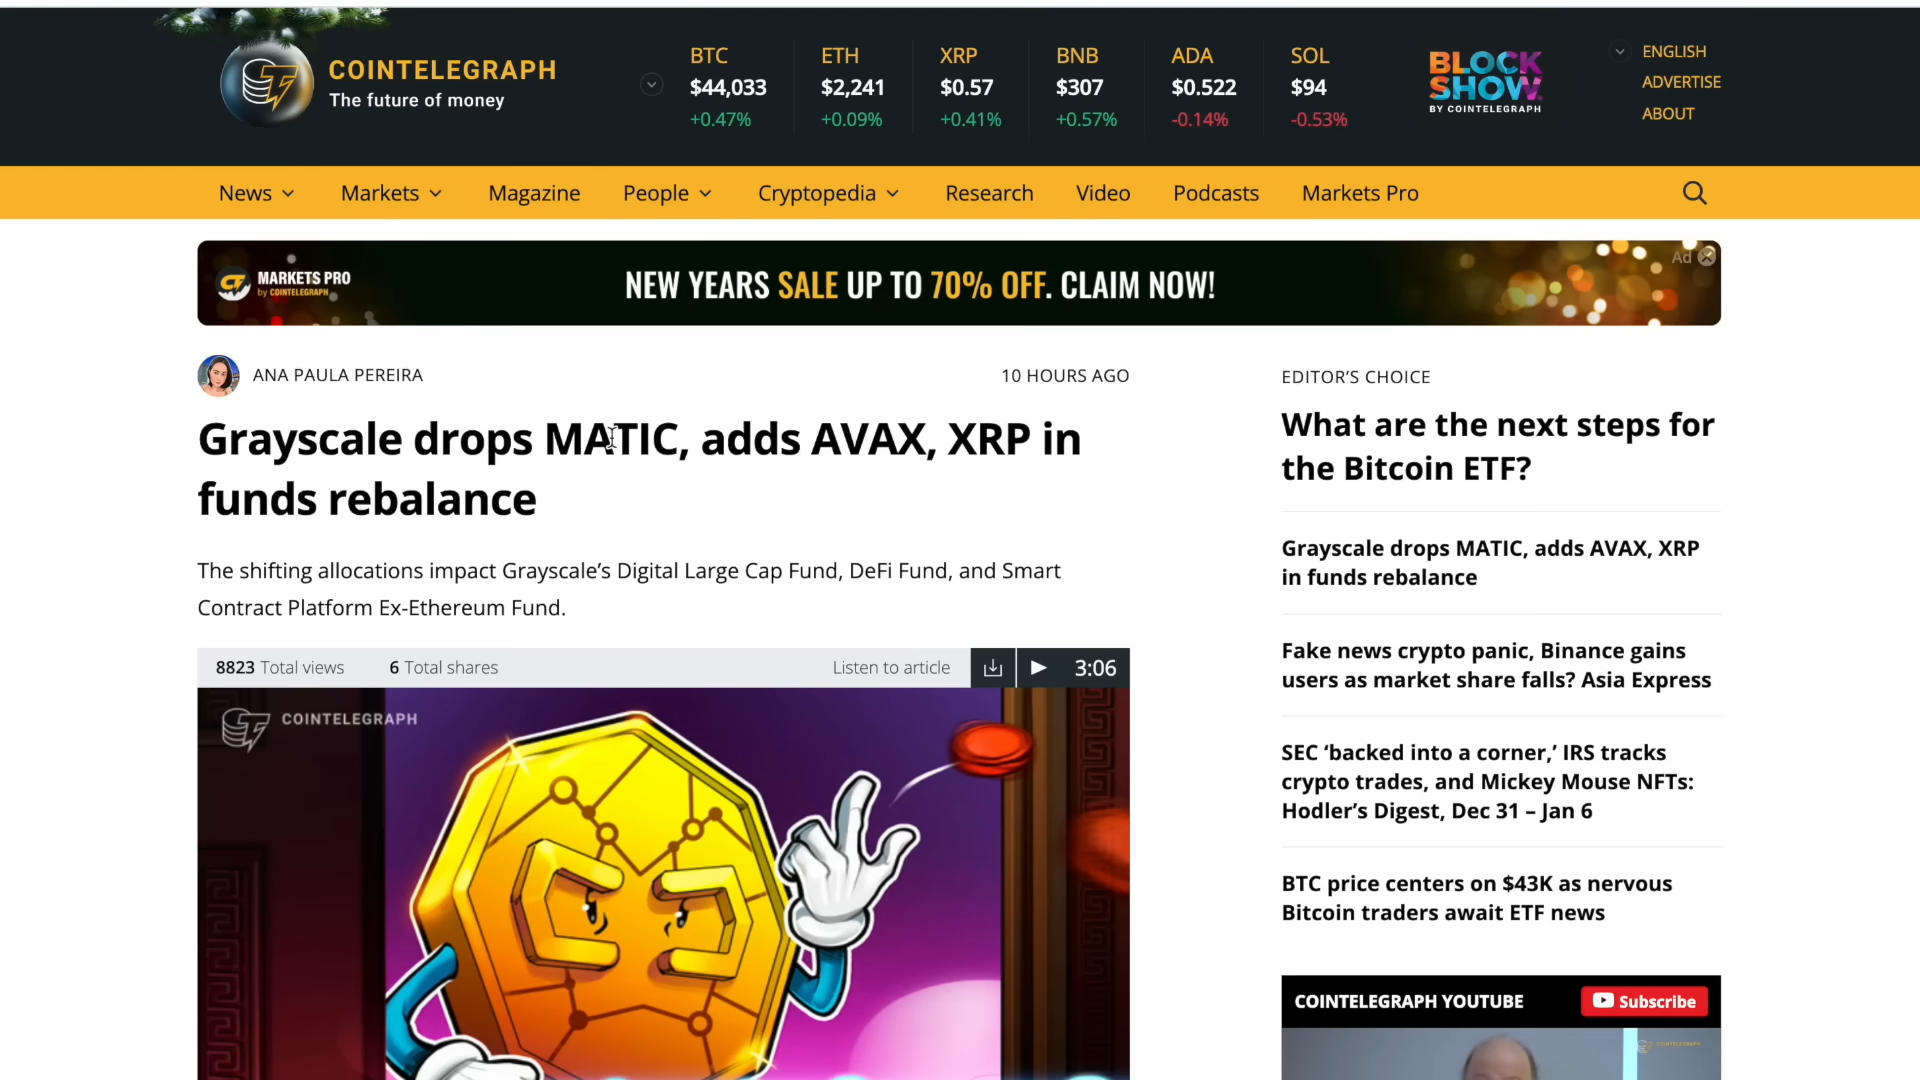 COINTELEGRAPH
The future of money
BTC
$44,033
+0.47%
ETH
$2,241
+0.09%
XRP
$0.57
+0.41%
BNB
$307
+0.57%
ADA
$0.522
-0.14%
SOL
$94
-0.53%
BLOCK
SHOW
BY COINTELEGRAPH
ENGLISH
ADVERTISE
ABOUT
News Markets Magazine People Cryptopedia Research Video Podcasts Markets Pro
MARKETS PRO
by COINTELEGRAPH
NEW YEARS SALE UP TO 70% OFF. CLAIM NOW!
Ad
ANA PAULA PEREIRA
10 HOURS AGO
Grayscale drops MATIC, adds AVAX, XRP in
funds rebalance
The shifting allocations impact Grayscale’s Digital Large Cap Fund, DeFi Fund, and Smart
Contract Platform Ex-Ethereum Fund.
8823 Total views 6 Total shares Listen to article 3:06
COINTELEGRAPH
EDITOR’S CHOICE
What are the next steps for
the Bitcoin ETF?
Grayscale drops MATIC, adds AVAX, XRP
in funds rebalance
Fake news crypto panic, Binance gains
users as market share falls? Asia Express
SEC ‘backed into a corner,’ IRS tracks
crypto trades, and Mickey Mouse NFTs:
Hodler’s Digest, Dec 31 – Jan 6
BTC price centers on $43K as nervous
Bitcoin traders await ETF news
COINTELEGRAPH YOUTUBE
Subscribe
COINTELEGRAPH